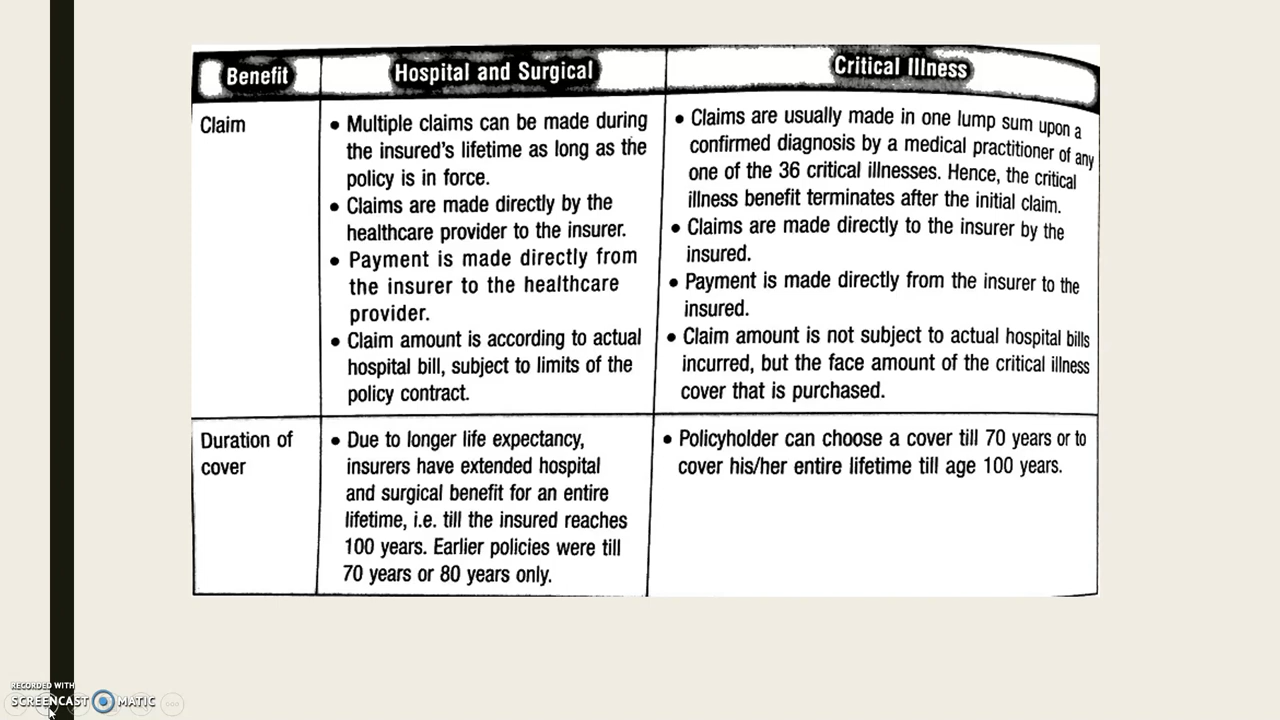 Benefit
Hospital and Surgical
Critical Illness
Claim
• Multiple claims can be made during
the insured's lifetime as long as the
policy is in force.
• Claims are made directly by the
healthcare provider to the insurer.
• Payment is made directly from
the insurer to the healthcare
provider.
• Claim amount is according to actual
hospital bill, subject to limits of the
policy contract.
• Claims are usually made in one lump sum upon a
confirmed diagnosis by a medical practitioner of any
one of the 36 critical illnesses. Hence, the critical
illness benefit terminates after the initial claim.
• Claims are made directly to the insurer by the
insured.
• Payment is made directly from the insurer to the
insured.
• Claim amount is not subject to actual hospital bills
incurred, but the face amount of the critical illness
cover that is purchased.
Duration of
cover
• Due to longer life expectancy,
insurers have extended hospital
and surgical benefit for an entire
lifetime, i.e. till the insured reaches
100 years. Earlier policies were till
70 years or 80 years only.
• Policyholder can choose a cover till 70 years or to
cover his/her entire lifetime till age 100 years.
RECORDED WITH
SCREENCAST MATIC